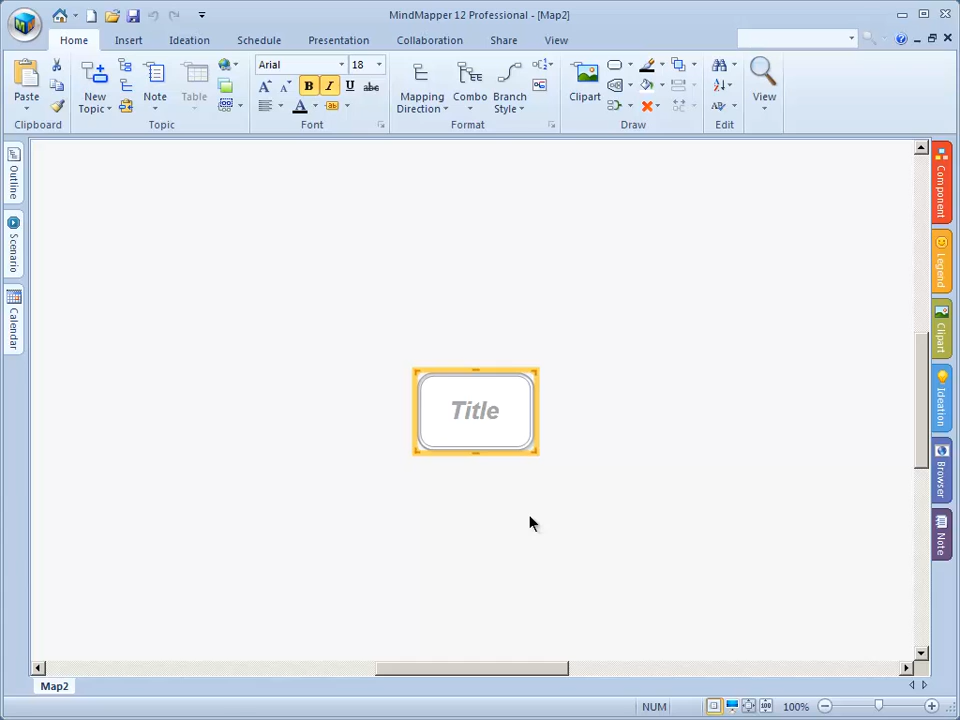 MindMapper 12 Professional - [Map2]
Home
Insert
Ideation
Schedule
Presentation
Collaboration
Share
View
Paste
New Topic
Note
Table
Arial
18
B
I
U
abc
A
Mapping Direction
Combo
Branch Style
Clipart
View
Clipboard
Topic
Font
Format
Draw
Edit
Outline
Scenario
Calendar
Title
Component
Legend
Clipart
Ideation
Browser
Note
Map2
NUM
100%